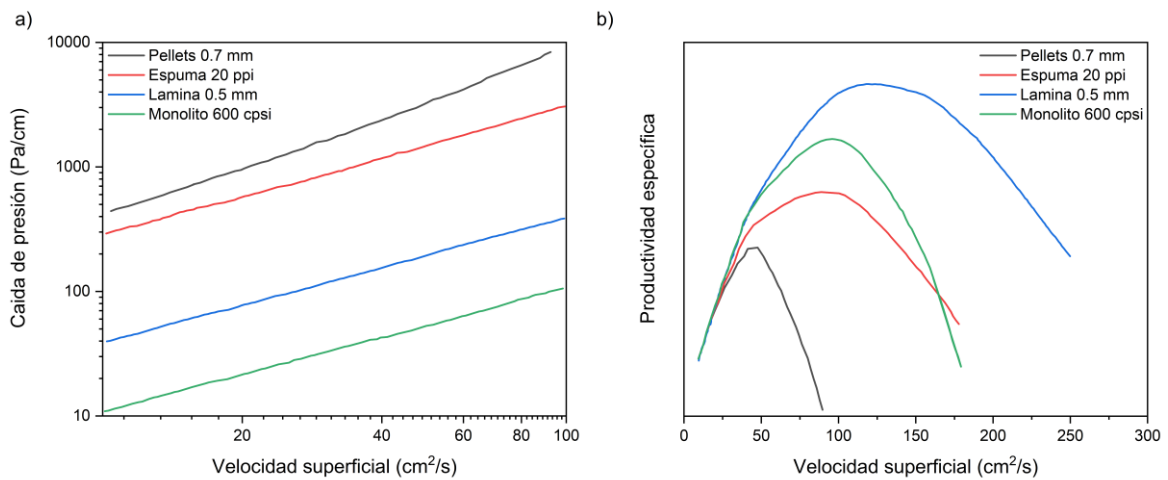 a)
10000
1000
100
10
Caida de presión (Pa/cm)
Pellets 0.7 mm
Espuma 20 ppi
Lamina 0.5 mm
Monolito 600 cpsi
20
40
60
80
100
Velocidad superficial (cm²/s)
b)
Productividad específica
Pellets 0.7 mm
Espuma 20 ppi
Lamina 0.5 mm
Monolito 600 cpsi
0
50
100
150
200
250
300
Velocidad superficial (cm²/s)